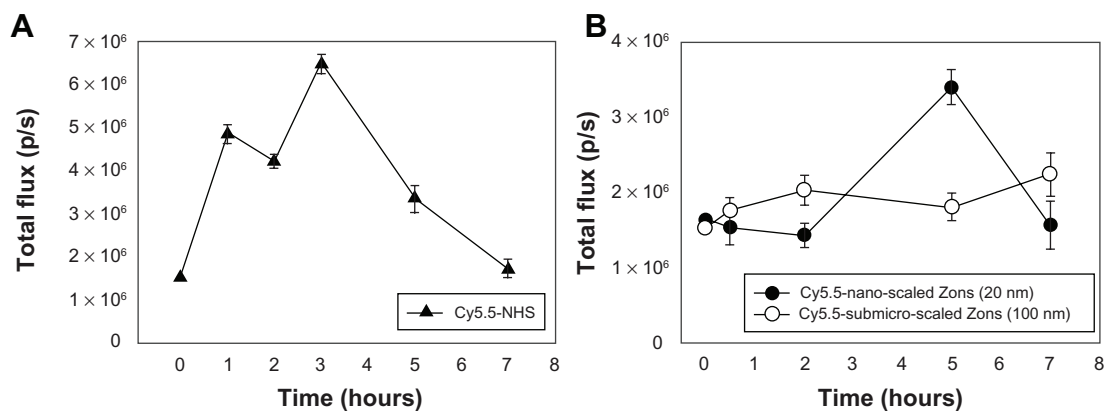 A
7 × 10⁶
6 × 10⁶
5 × 10⁶
4 × 10⁶
3 × 10⁶
2 × 10⁶
1 × 10⁶
0
Total flux (p/s)
Cy5.5-NHS
0 1 2 3 4 5 6 7 8
Time (hours)
B
4 × 10⁶
3 × 10⁶
2 × 10⁶
1 × 10⁶
0
Total flux (p/s)
Cy5.5-nano-scaled Zons (20 nm)
Cy5.5-submicro-scaled Zons (100 nm)
0 1 2 3 4 5 6 7 8
Time (hours)